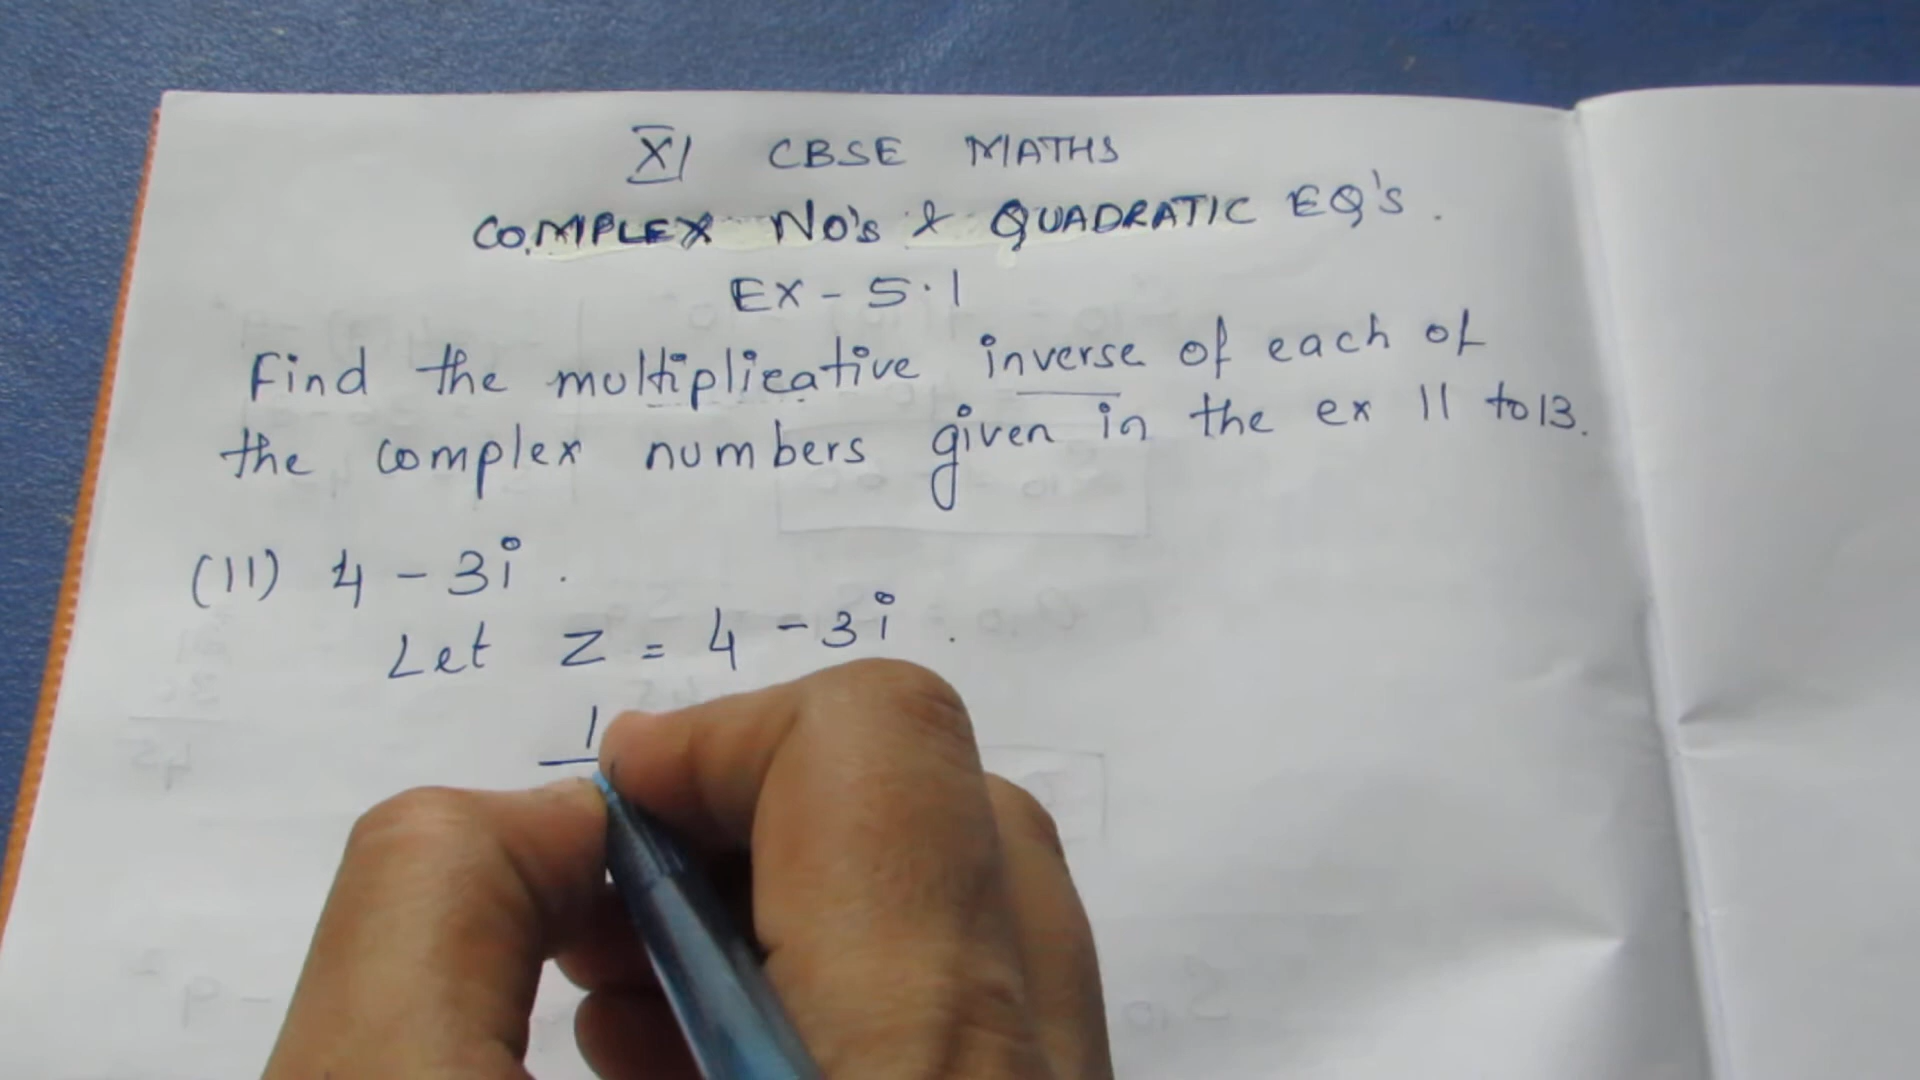 XI CBSE MATHS
COMPLEX NO'S & QUADRATIC EQ'S.
EX - 5.1
Find the multiplicative inverse of each of
the complex numbers given in the ex 11 to 13.
(11) 4 - 3i.
Let Z = 4 - 3i.
1